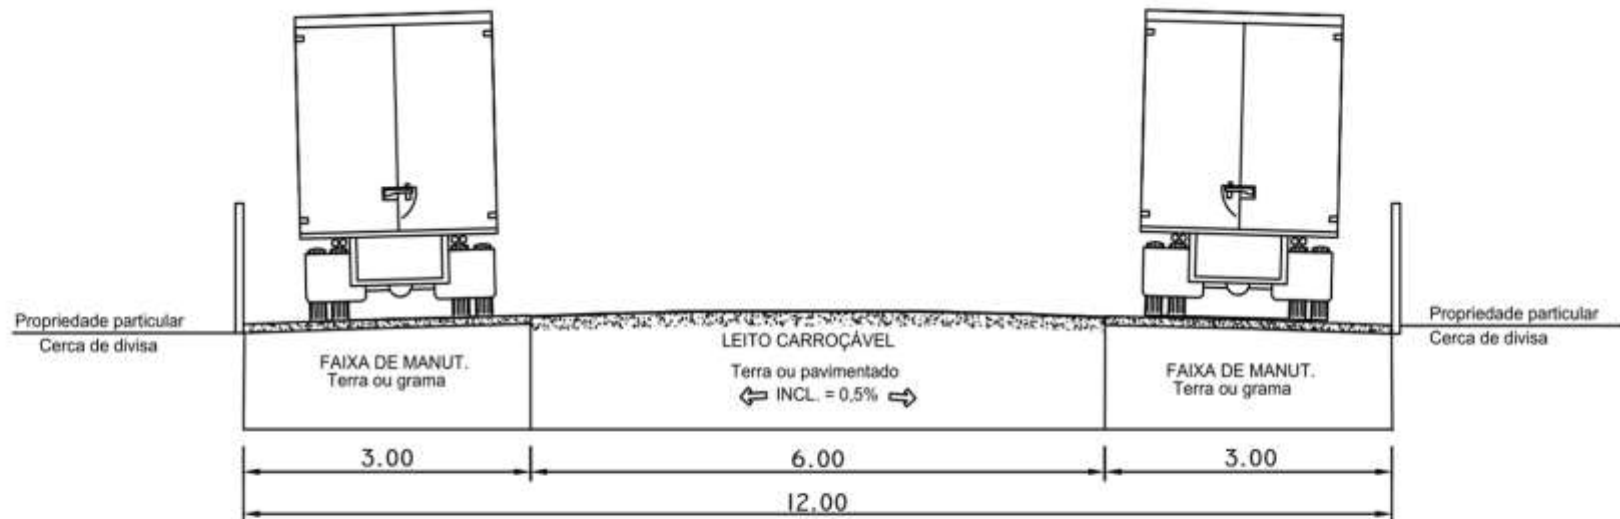 Propriedade particular
Cerca de divisa
FAIXA DE MANUT.
Terra ou grama
LEITO CARROÇÁVEL
Terra ou pavimentado
INCL. = 0,5%
FAIXA DE MANUT.
Terra ou grama
Propriedade particular
Cerca de divisa
3.00
6.00
3.00
12.00